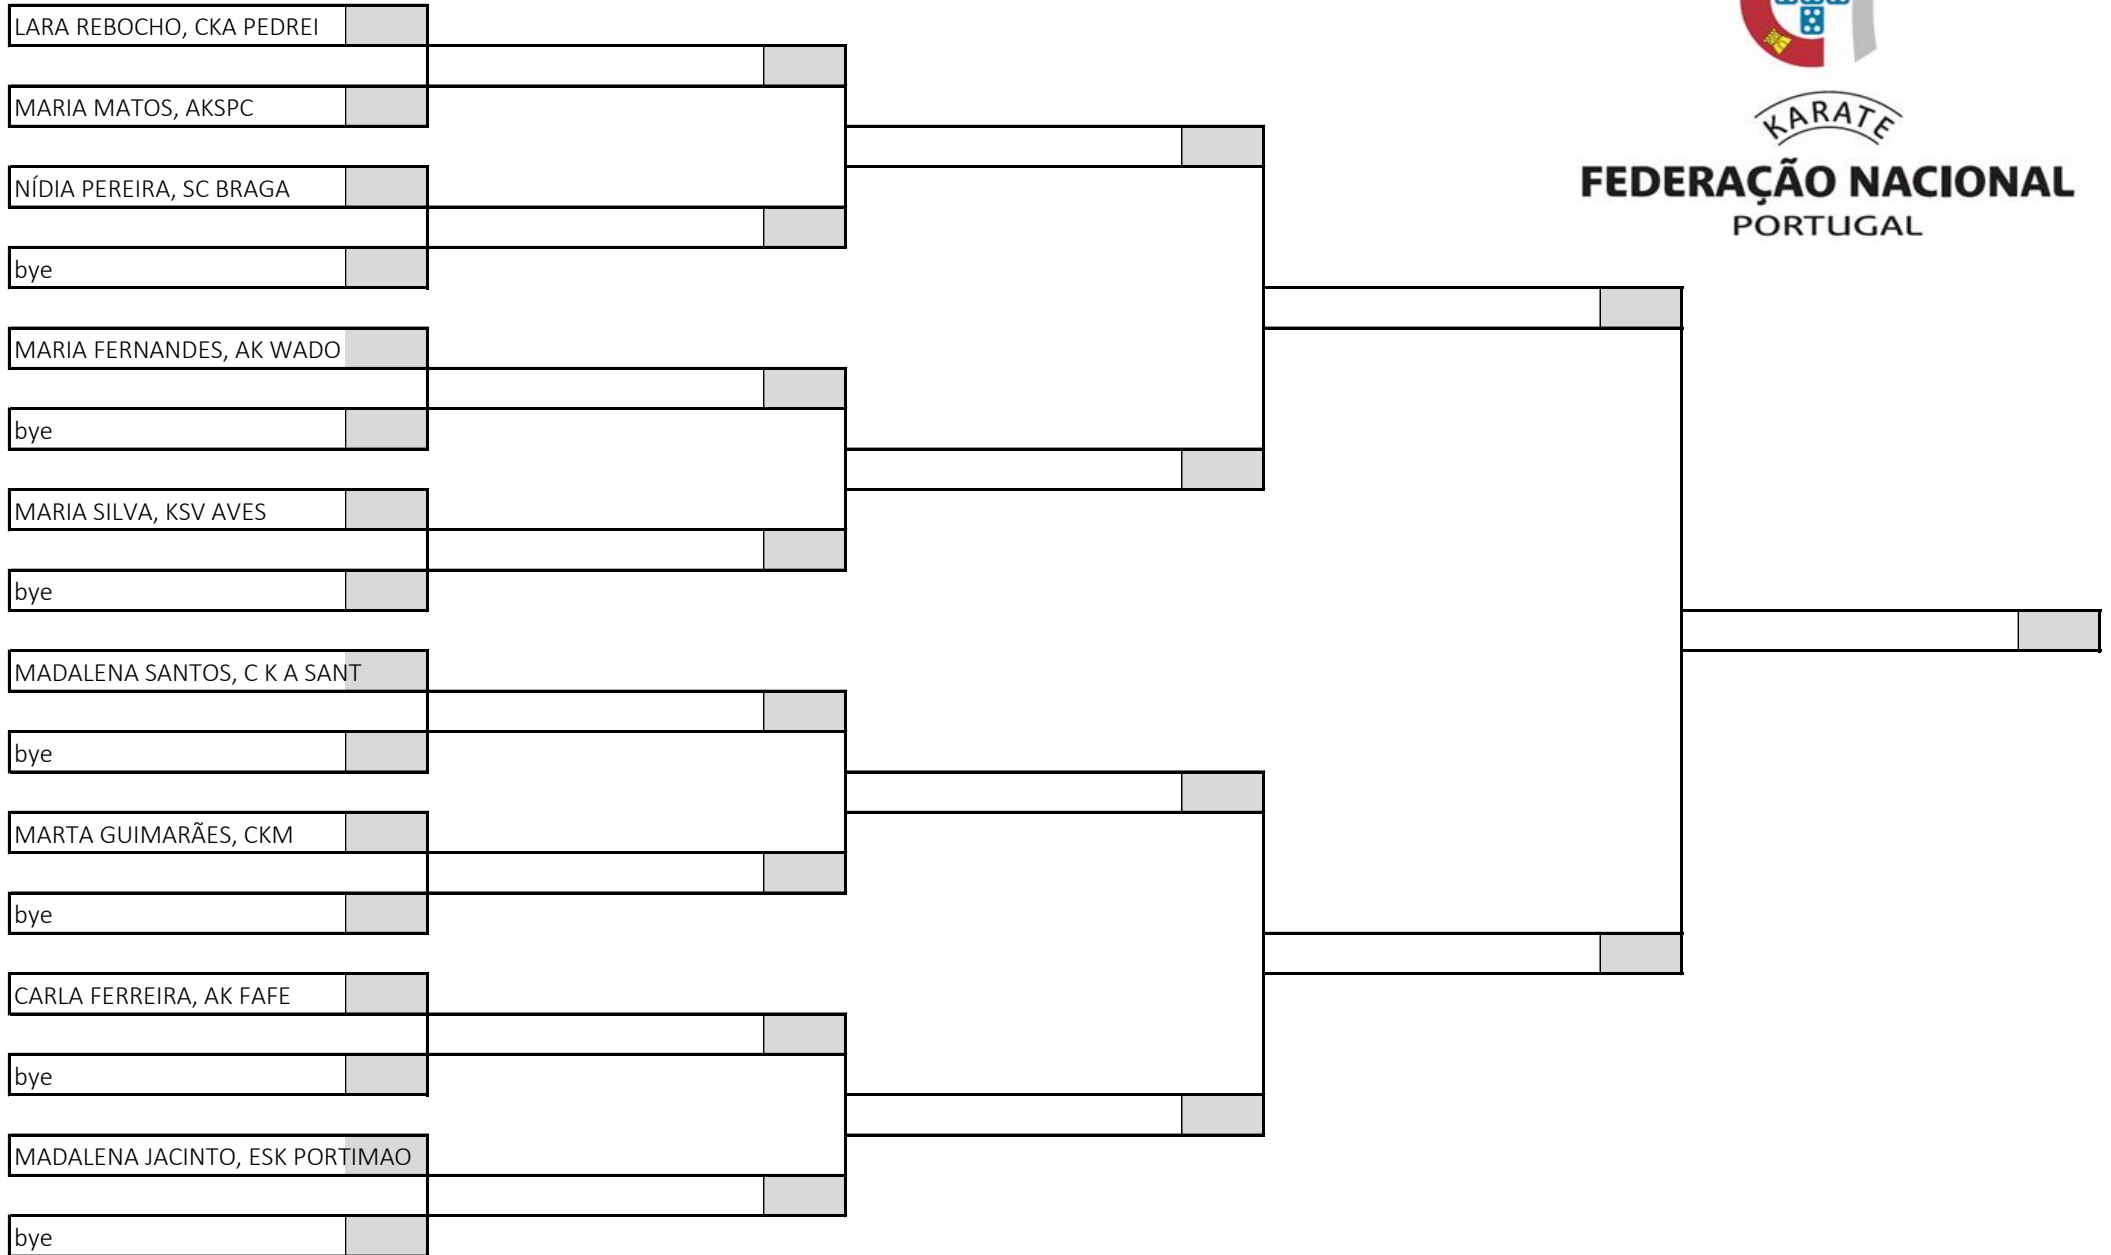 LARA REBOCHO, CKA PEDREI
MARIA MATOS, AKSPC
NÍDIA PEREIRA, SC BRAGA
bye
MARIA FERNANDES, AK WADO
bye
MARIA SILVA, KSV AVES
bye
MADALENA SANTOS, C K A SANT
bye
MARTA GUIMARÃES, CKM
bye
CARLA FERREIRA, AK FAFE
bye
MADALENA JACINTO, ESK PORTIMAO
bye
KARATE
FEDERAÇÃO NACIONAL
PORTUGAL